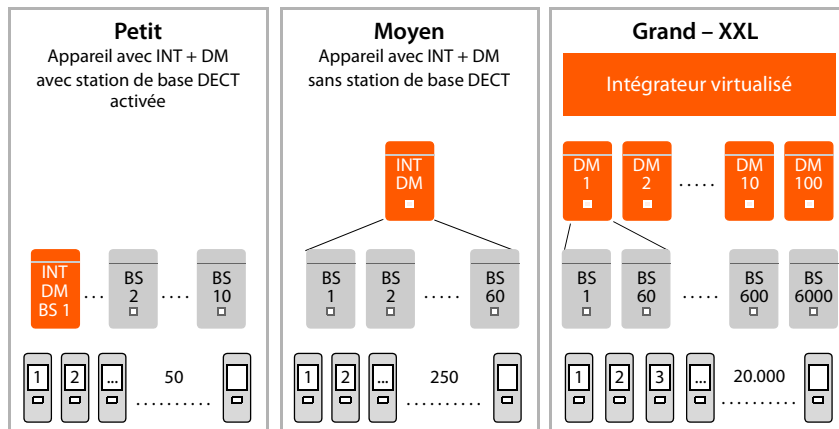 Petit
Appareil avec INT + DM
avec station de base DECT
activée
INT
DM
BS 1
...
BS
2
....
BS
10
1
2
...
50
..........
Moyen
Appareil avec INT + DM
sans station de base DECT
INT
DM
BS
1
BS
2
.....
BS
60
1
2
...
250
..........
Grand – XXL
Intégrateur virtualisé
DM
1
DM
2
.....
DM
10
DM
100
BS
1
BS
60
.....
BS
600
BS
6000
1
2
3
...
20.000
..........